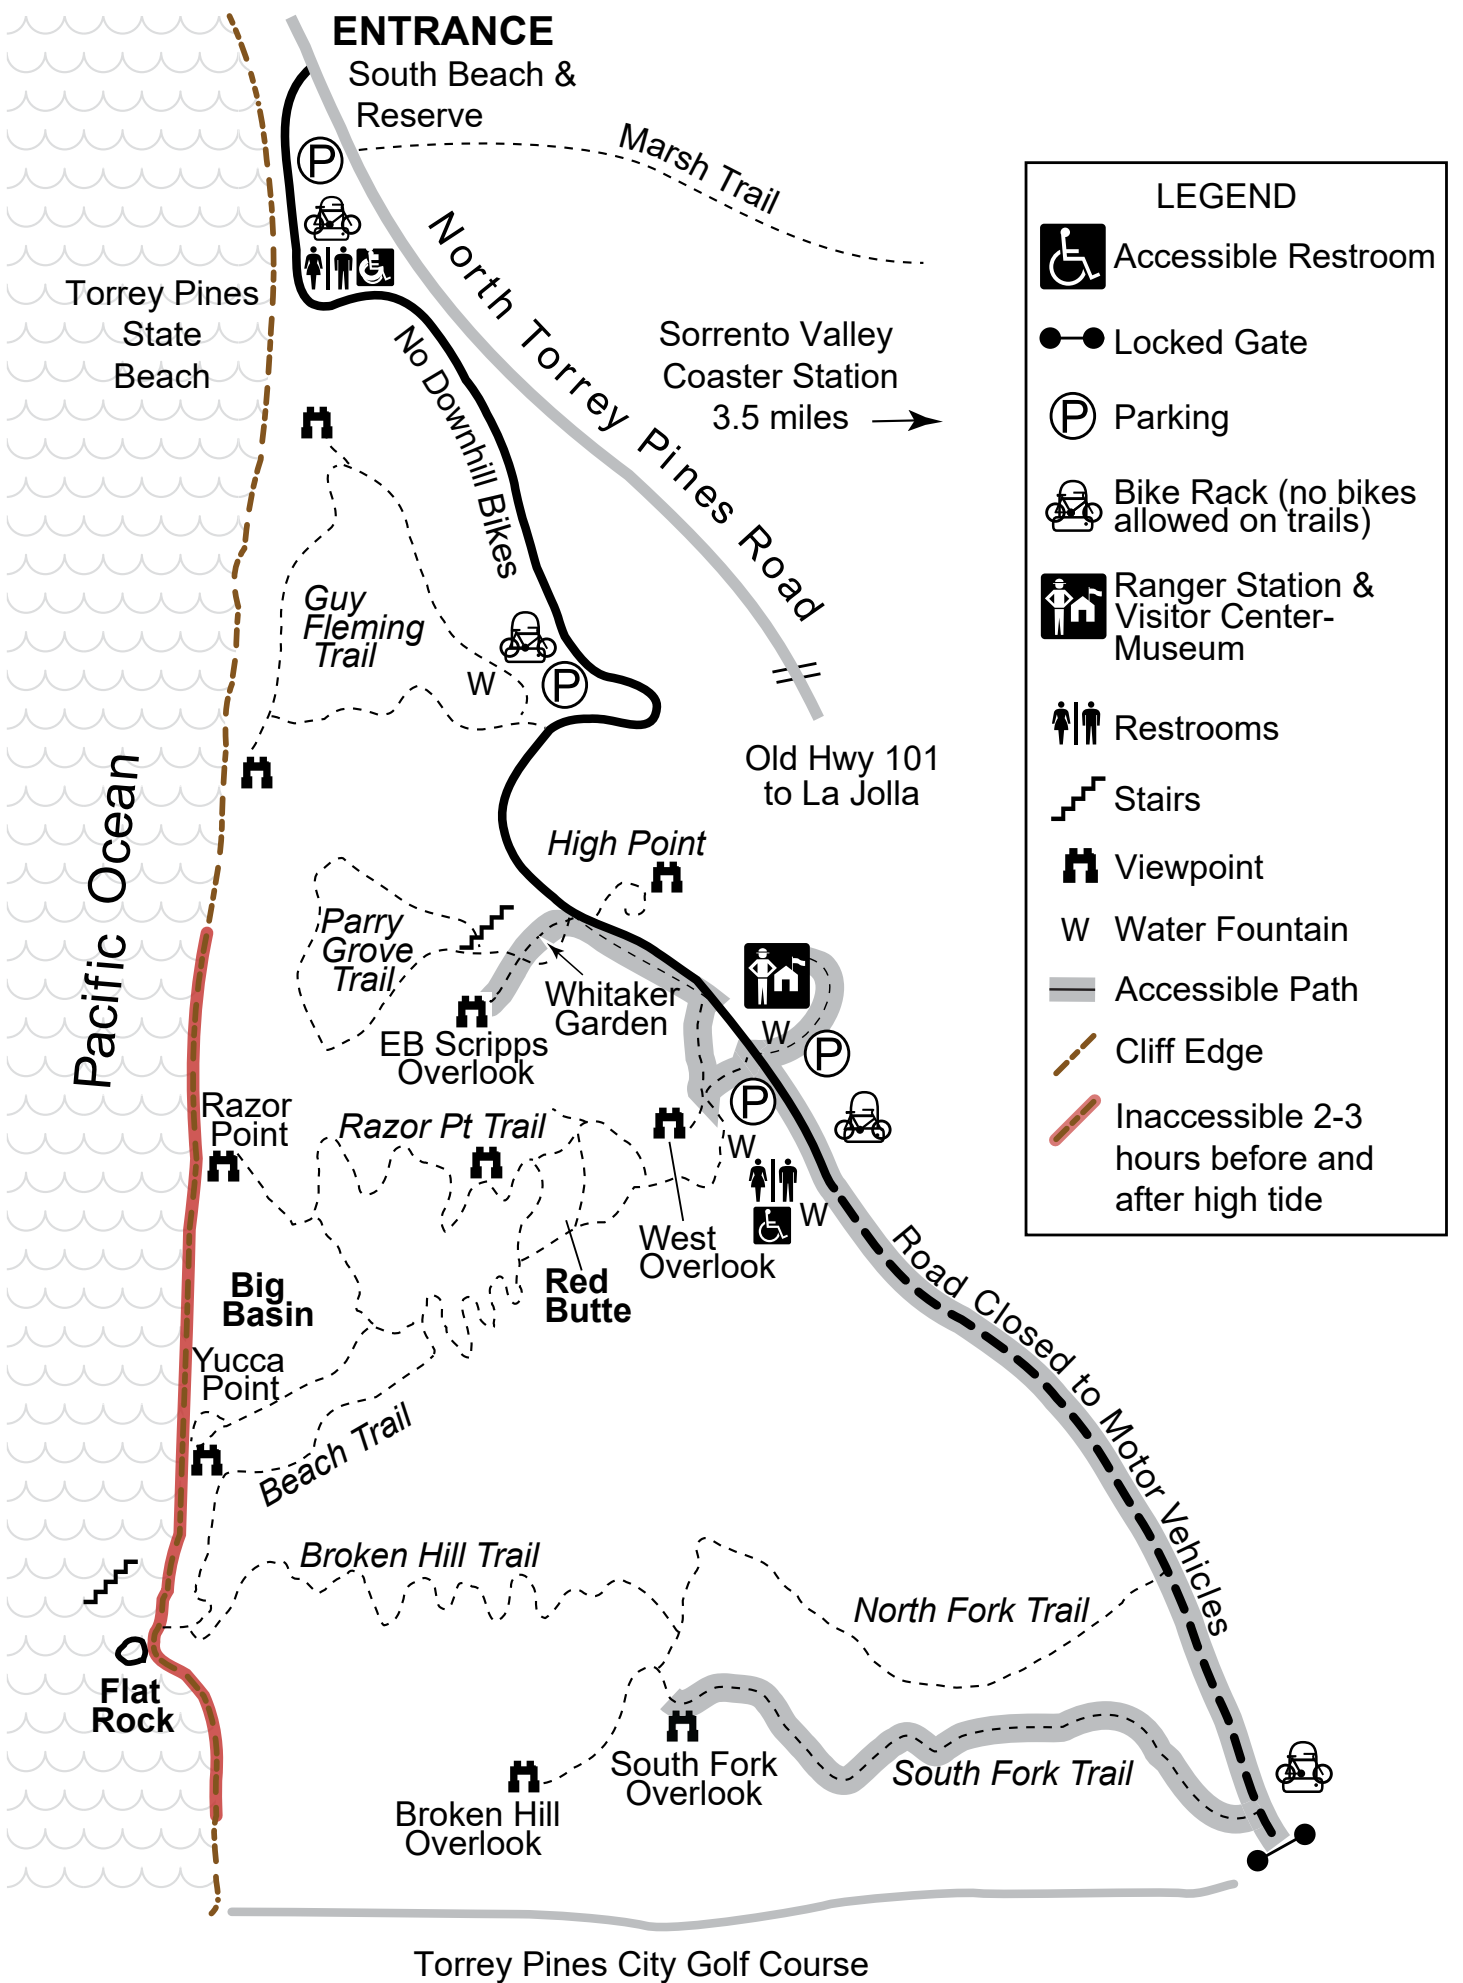 ENTRANCE
South Beach &
Reserve
Marsh Trail
P
North Torrey Pines Road
No Downhill Bikes
Torrey Pines
State
Beach
Sorrento Valley
Coaster Station
3.5 miles
Guy
Fleming
Trail
W
P
Old Hwy 101
to La Jolla
Pacific Ocean
High Point
Parry
Grove
Trail
Whitaker
Garden
EB Scripps
Overlook
W
P
P
W
W
Razor
Point
Razor Pt Trail
West
Overlook
Red
Butte
Big
Basin
Yucca
Point
Beach Trail
Road Closed to Motor Vehicles
Broken Hill Trail
North Fork Trail
Flat
Rock
South Fork
Overlook
South Fork Trail
Broken Hill
Overlook
Torrey Pines City Golf Course
LEGEND
Accessible Restroom
Locked Gate
P Parking
Bike Rack (no bikes
allowed on trails)
Ranger Station &
Visitor Center-
Museum
Restrooms
Stairs
Viewpoint
W Water Fountain
Accessible Path
Cliff Edge
Inaccessible 2-3
hours before and
after high tide